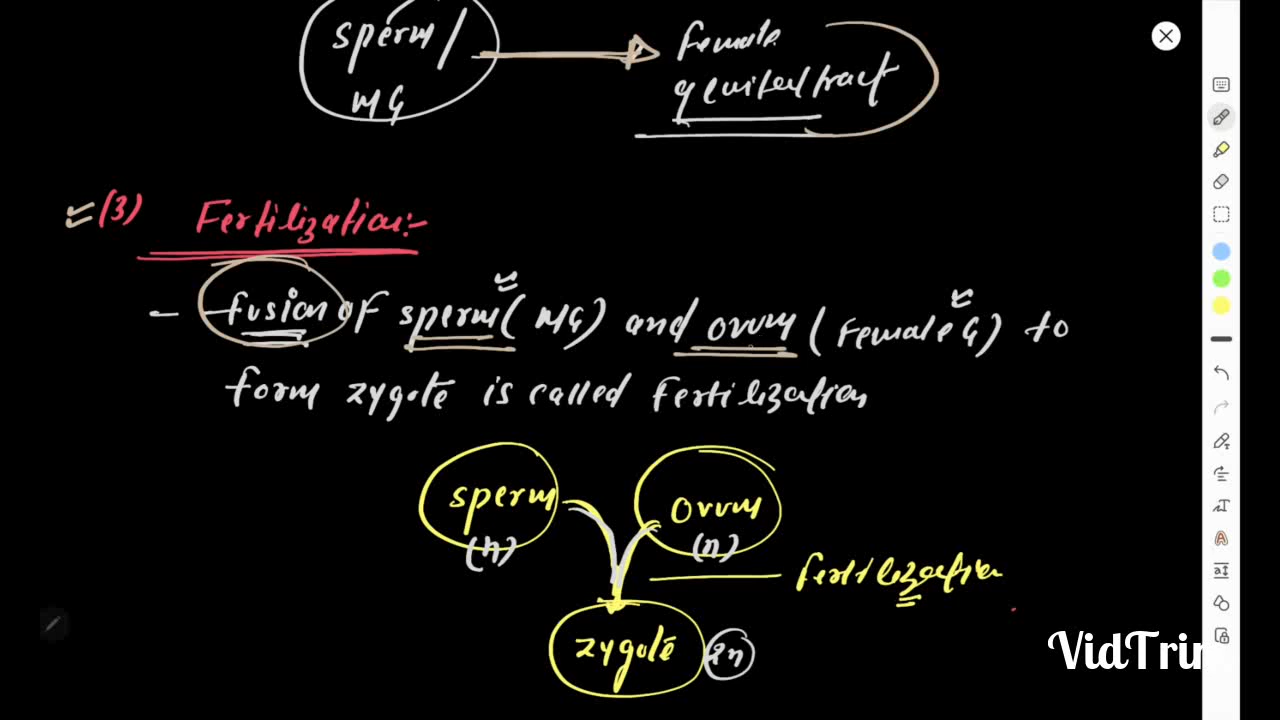 sperm/
MG
Female
genital tract
(3) Fertilization:-
- fusion of sperm (MG) and ovum (Female G) to
form zygote is called Fertilization
sperm
(n)
ovum
(n)
Fertilization
zygote
2n
VidTrim